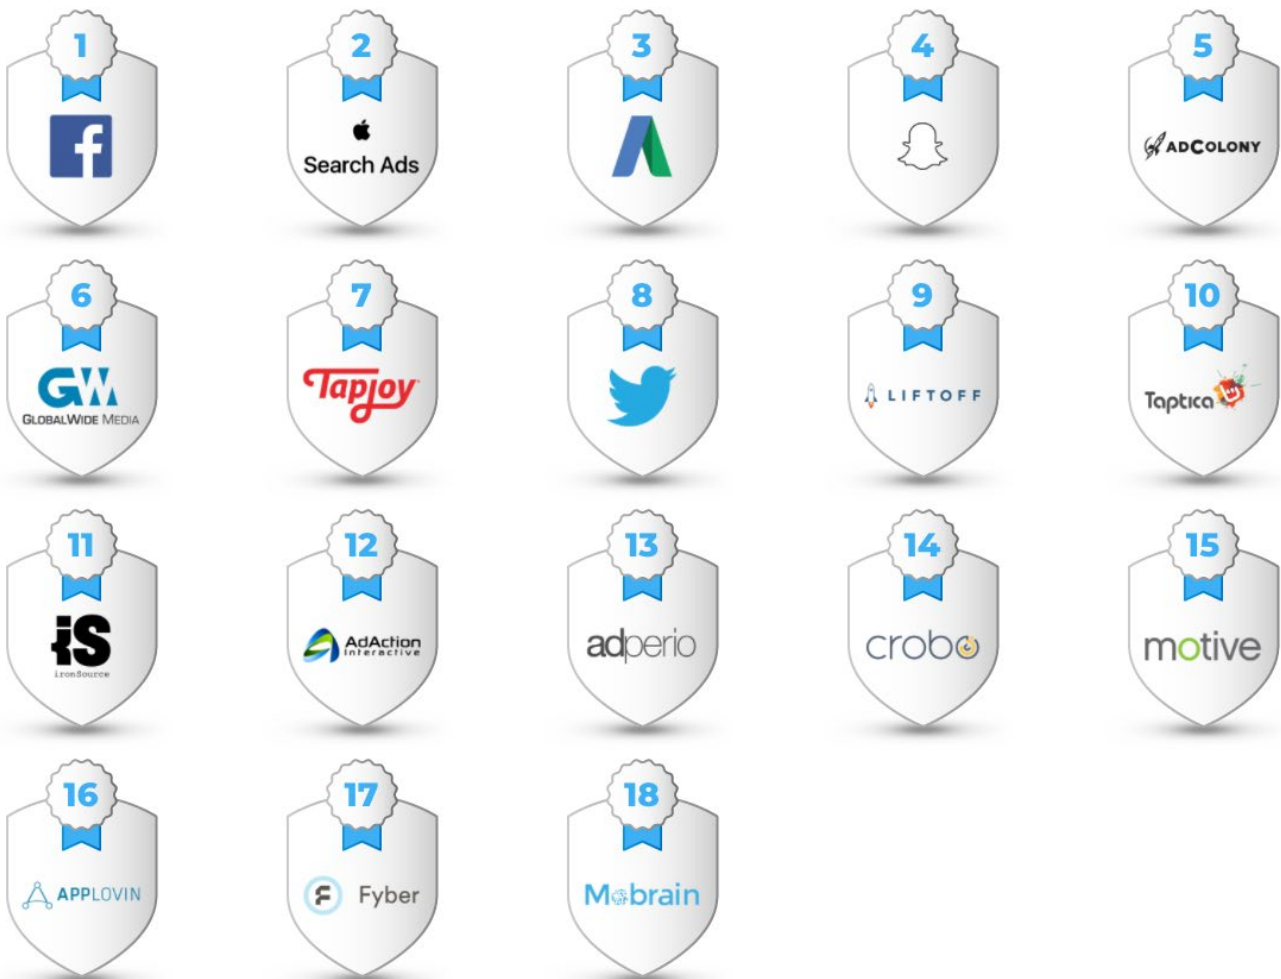 1
2
3
4
5
Search Ads
ADCOLONY
6
7
8
9
10
GW
GLOBALWIDE MEDIA
Tapjoy
LIFTOFF
Taptica
11
12
13
14
15
iS
ironSource
AdAction
Interactive
adperio
crobo
motive
16
17
18
APPLOVIN
F Fyber
Mobrain